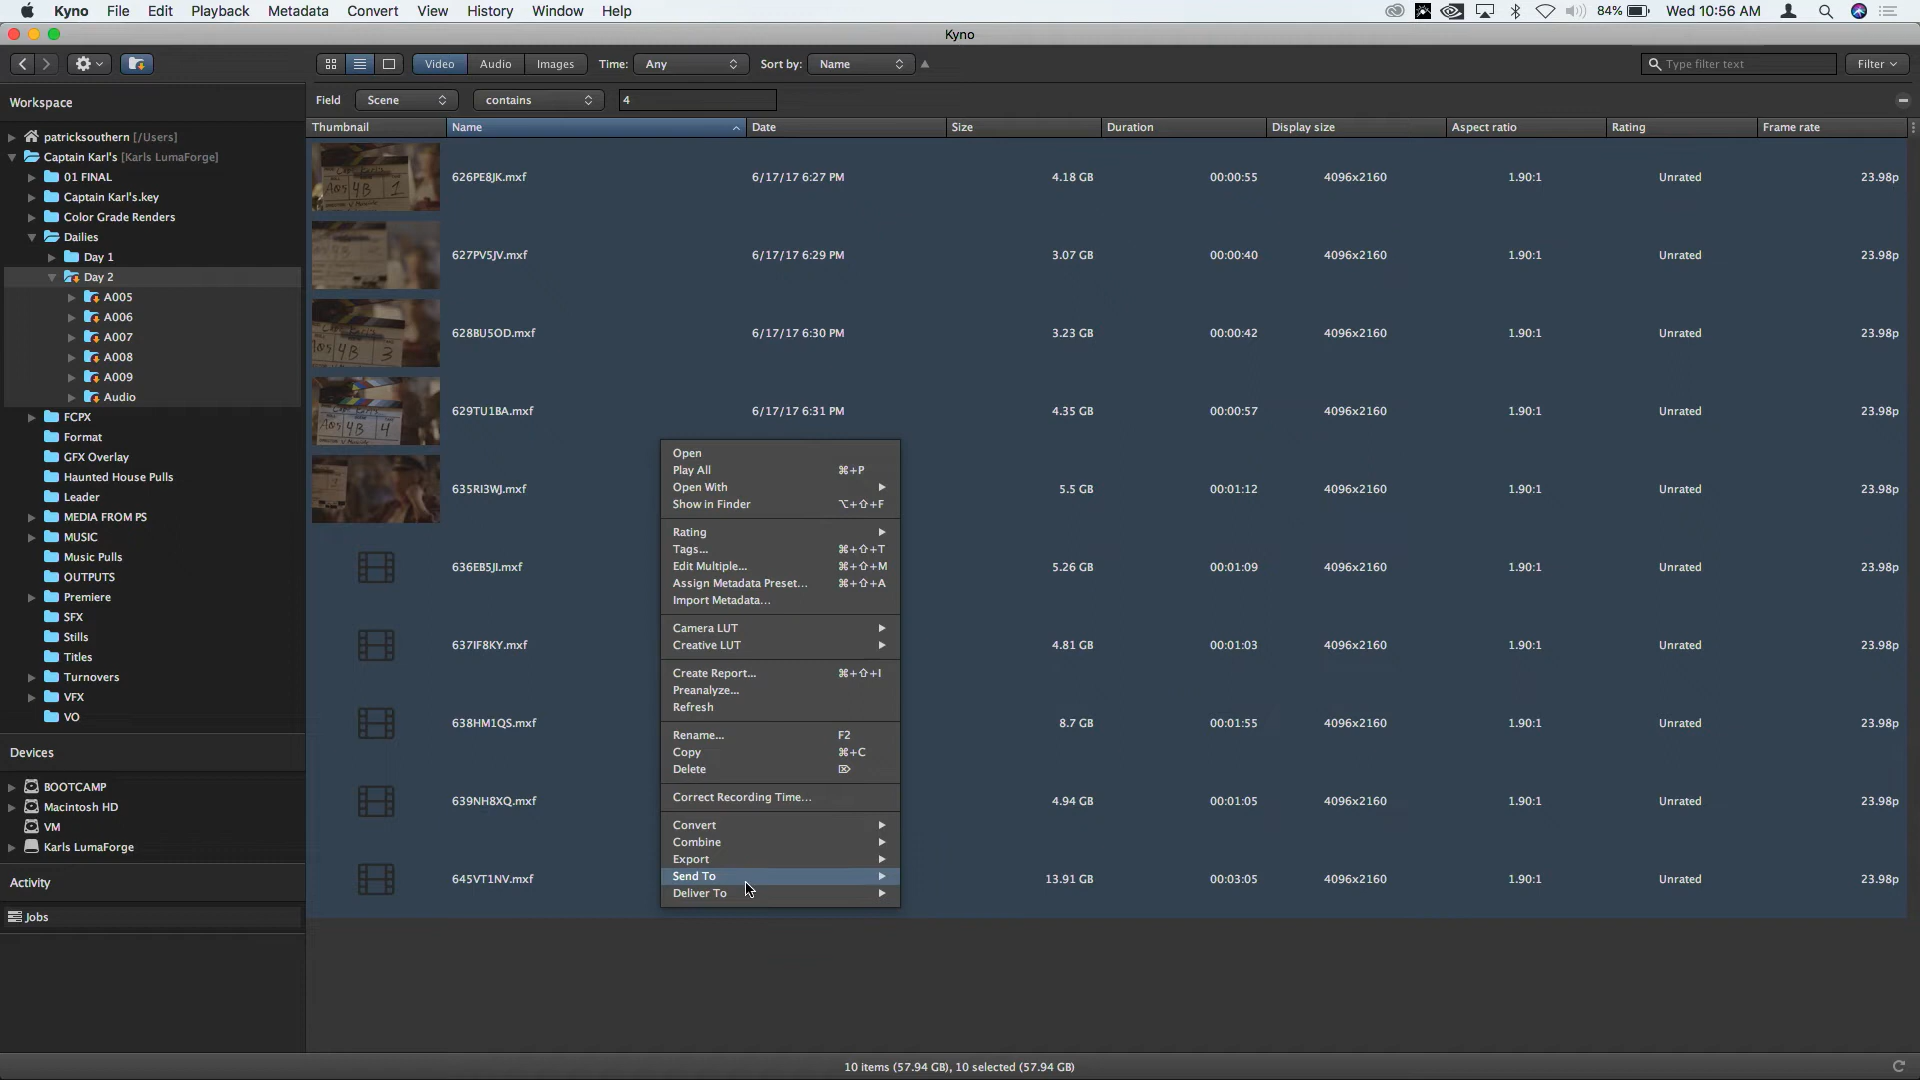 Kyno File Edit Playback Metadata Convert View History Window Help 84% Wed 10:56 AM
Kyno
Video Audio Images Time: Any Sort by: Name Type filter text Filter
Workspace
Field Scene contains 4
Thumbnail Name Date Size Duration Display size Aspect ratio Rating Frame rate
patricksouthern [/Users]
Captain Karl's [Karls LumaForge]
01 FINAL
Captain Karl's.key
Color Grade Renders
Dailies
Day 1
Day 2
A005
A006
A007
A008
A009
Audio
FCPX
Format
GFX Overlay
Haunted House Pulls
Leader
MEDIA FROM PS
MUSIC
Music Pulls
OUTPUTS
Premiere
SFX
Stills
Titles
Turnovers
VFX
VO
Devices
BOOTCAMP
Macintosh HD
VM
Karls LumaForge
Activity
Jobs
A005 4B 1
626PE8JK.mxf 6/17/17 6:27 PM 4.18 GB 00:00:55 4096x2160 1.90:1 Unrated 23.98p
627PV5JV.mxf 6/17/17 6:29 PM 3.07 GB 00:00:40 4096x2160 1.90:1 Unrated 23.98p
A005 4B 3
628BU5OD.mxf 6/17/17 6:30 PM 3.23 GB 00:00:42 4096x2160 1.90:1 Unrated 23.98p
A005 4B 4
629TU1BA.mxf 6/17/17 6:31 PM 4.35 GB 00:00:57 4096x2160 1.90:1 Unrated 23.98p
635RI3WJ.mxf 5.5 GB 00:01:12 4096x2160 1.90:1 Unrated 23.98p
636EB5JI.mxf 5.26 GB 00:01:09 4096x2160 1.90:1 Unrated 23.98p
637IF8KY.mxf 4.81 GB 00:01:03 4096x2160 1.90:1 Unrated 23.98p
638HM1QS.mxf 8.7 GB 00:01:55 4096x2160 1.90:1 Unrated 23.98p
639NH8XQ.mxf 4.94 GB 00:01:05 4096x2160 1.90:1 Unrated 23.98p
645VT1NV.mxf 13.91 GB 00:03:05 4096x2160 1.90:1 Unrated 23.98p
Open
Play All ⌘+P
Open With
Show in Finder ⌥+⇧+F
Rating
Tags... ⌘+⇧+T
Edit Multiple... ⌘+⇧+M
Assign Metadata Preset... ⌘+⇧+A
Import Metadata...
Camera LUT
Creative LUT
Create Report... ⌘+⇧+I
Preanalyze...
Refresh
Rename... F2
Copy ⌘+C
Delete ⌦
Correct Recording Time...
Convert
Combine
Export
Send To
Deliver To
10 items (57.94 GB), 10 selected (57.94 GB)